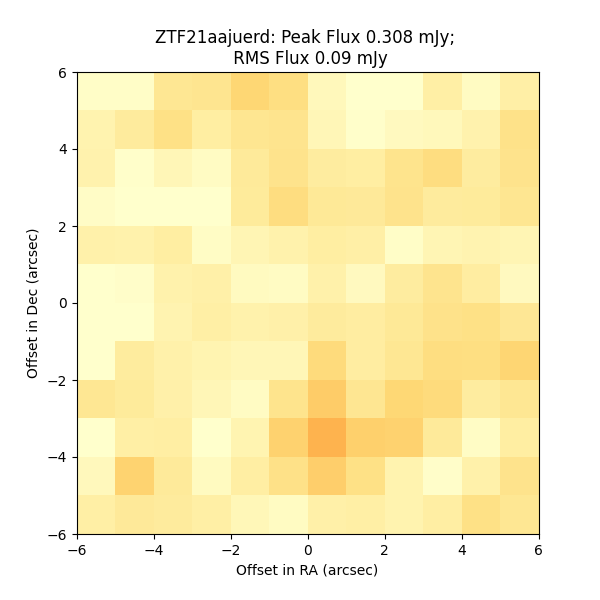 ZTF21aajuerd: Peak Flux 0.308 mJy;
RMS Flux 0.09 mJy
6
4
2
0
−2
−4
−6
Offset in Dec (arcsec)
−6 −4 −2 0 2 4 6
Offset in RA (arcsec)